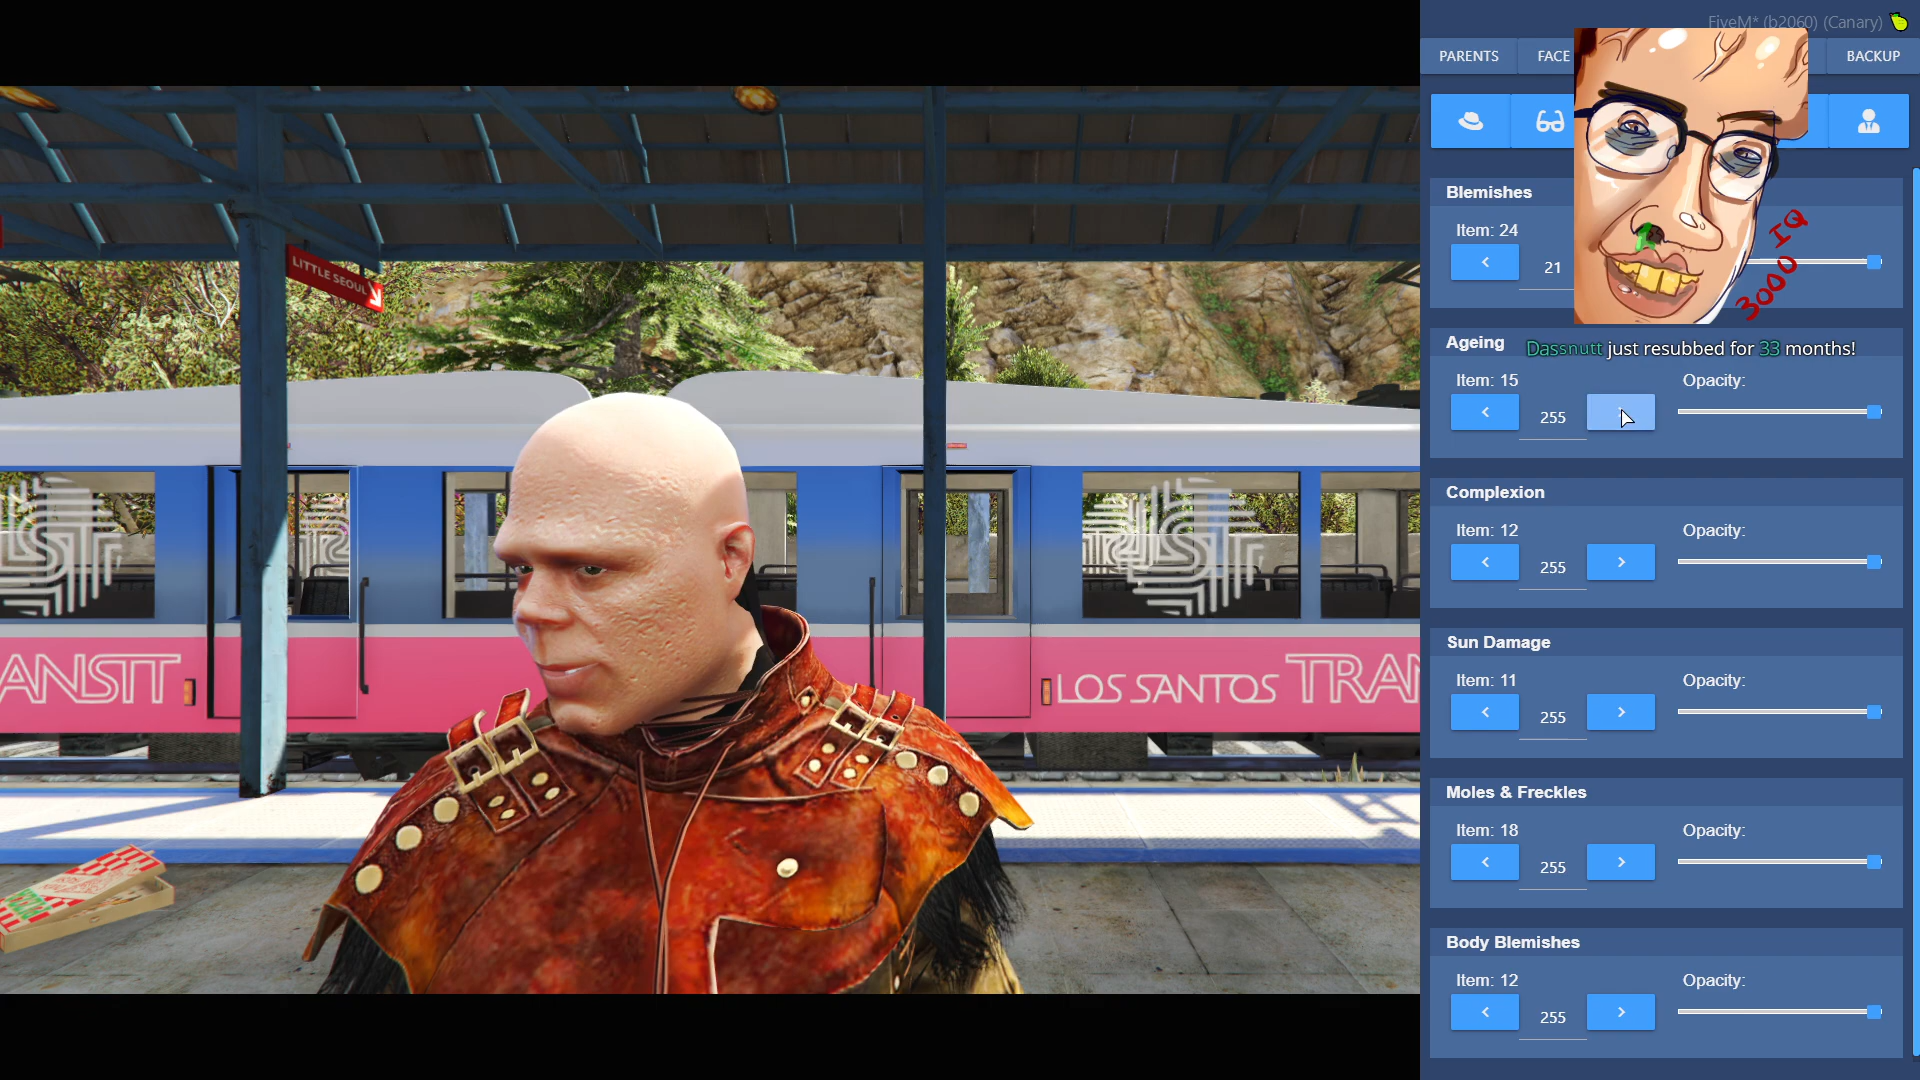 FiveM* (b2060) (Canary)
PARENTS
FACE
BACKUP
Blemishes
Item: 24
<
21
IQ
3000
Ageing
Dassnutt just resubbed for 33 months!
Item: 15
Opacity:
<
255
Complexion
Item: 12
Opacity:
<
255
>
Sun Damage
Item: 11
Opacity:
<
255
>
Moles & Freckles
Item: 18
Opacity:
<
255
>
Body Blemishes
Item: 12
Opacity:
<
255
>
LITTLE SEOUL
ANSIT
LOS SANTOS TRAN